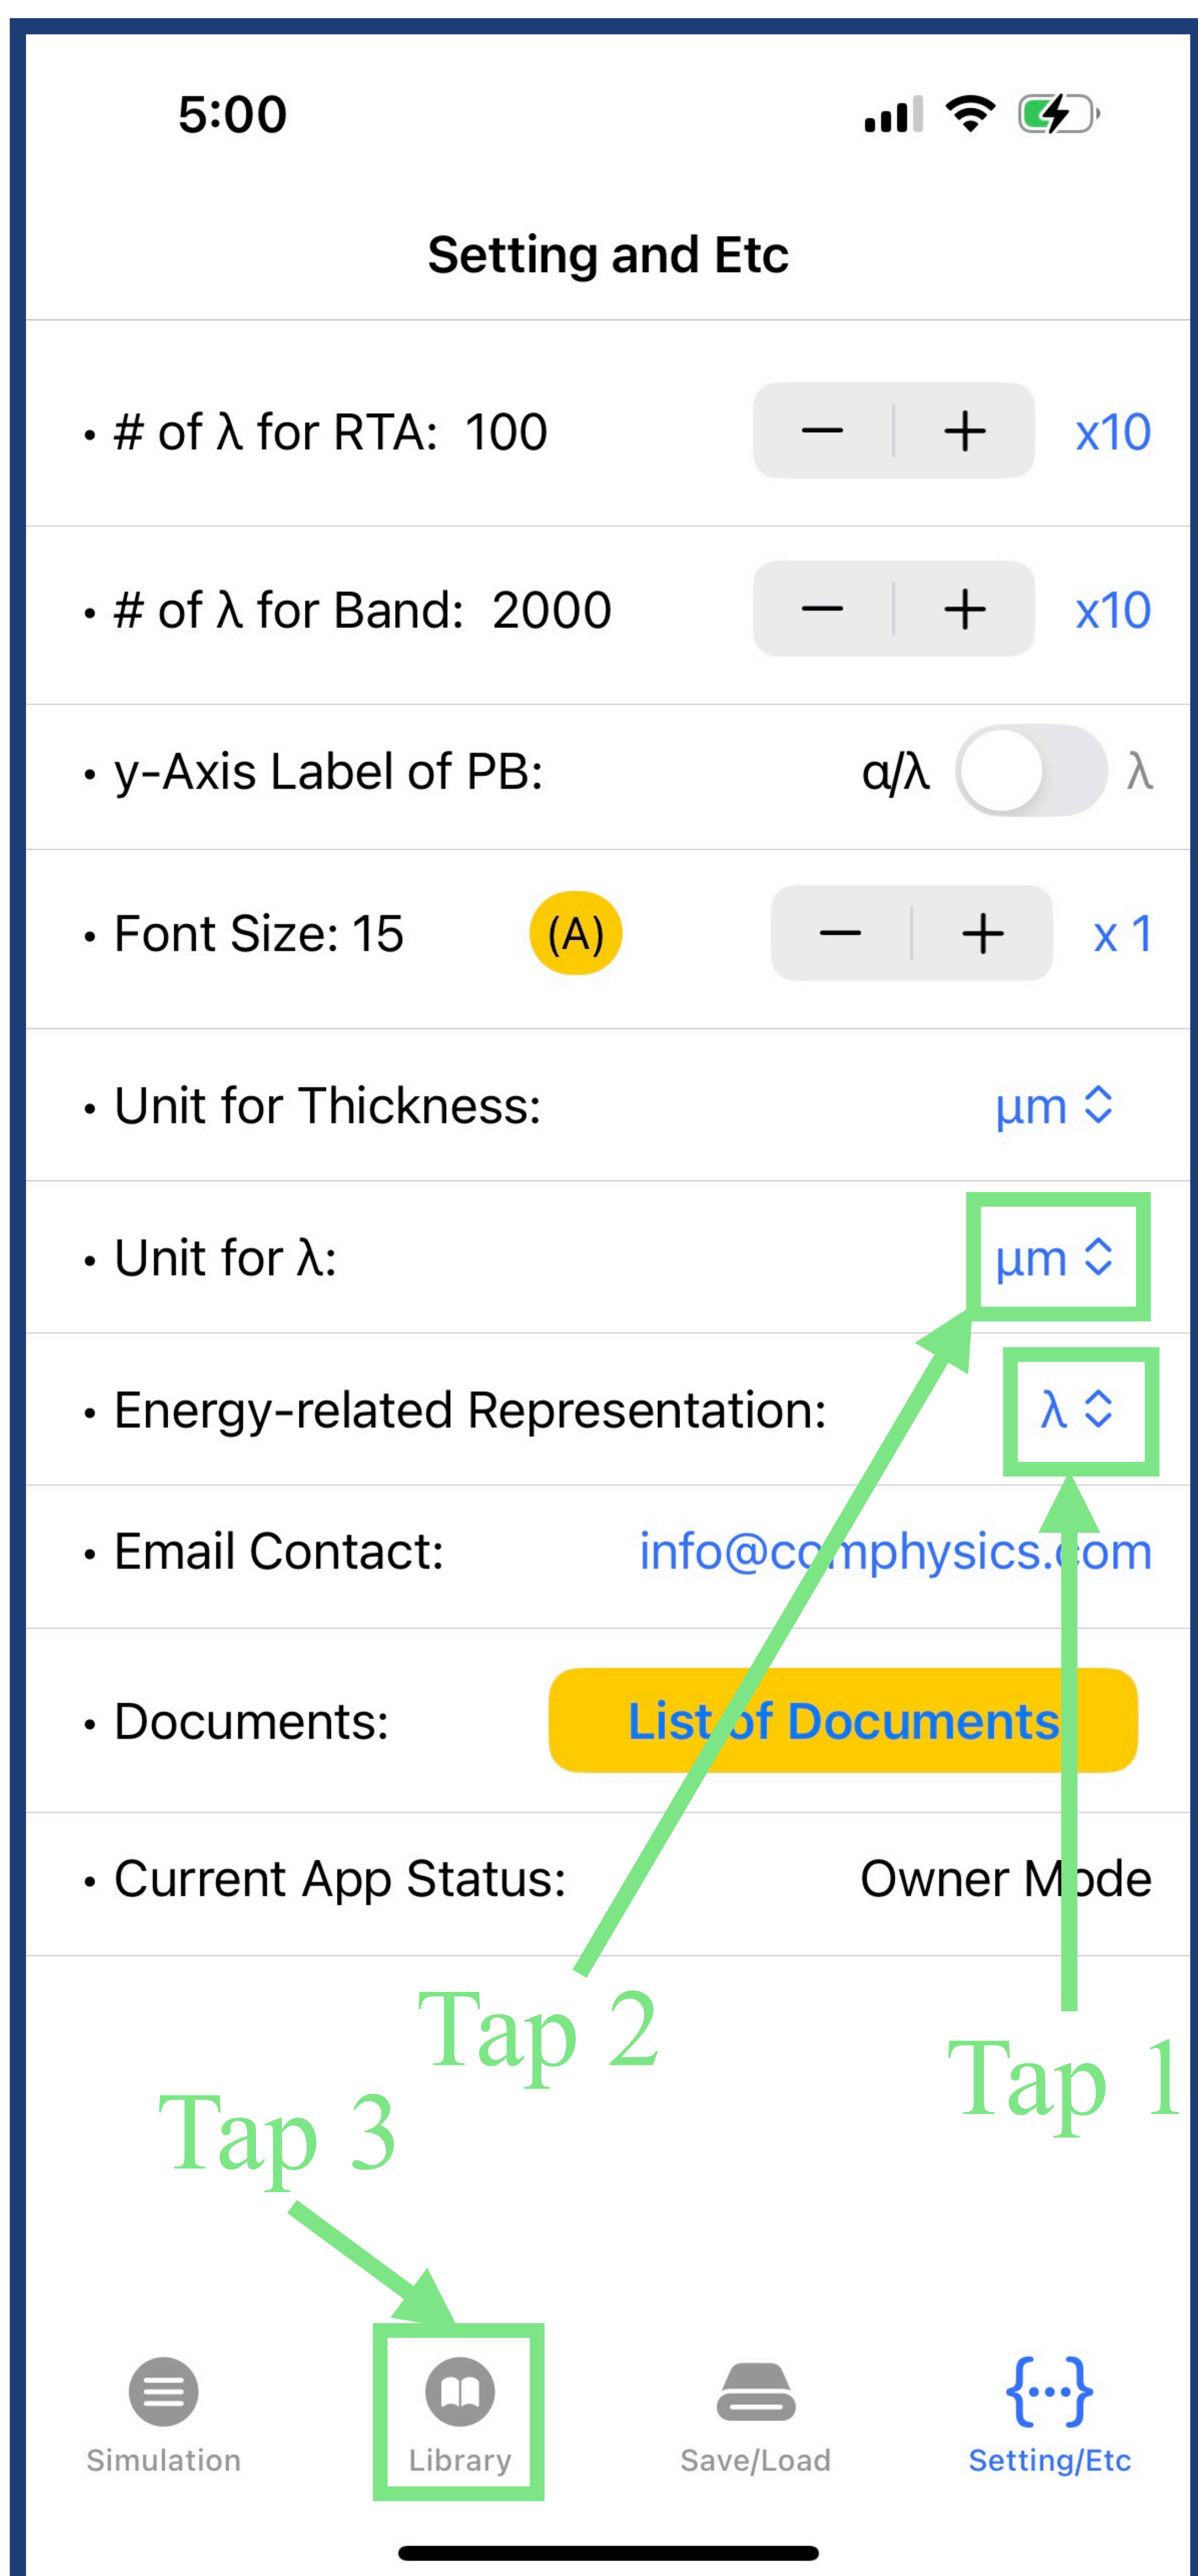 5:00
Setting and Etc
• # of λ for RTA: 100 − + x10
• # of λ for Band: 2000 − + x10
• y-Axis Label of PB: α/λ λ
• Font Size: 15 (A) − + x 1
• Unit for Thickness: μm
• Unit for λ: μm
• Energy-related Representation: λ
• Email Contact: info@comphysics.com
• Documents: List of Documents
• Current App Status: Owner Mode
Tap 2
Tap 1
Tap 3
Simulation Library Save/Load Setting/Etc